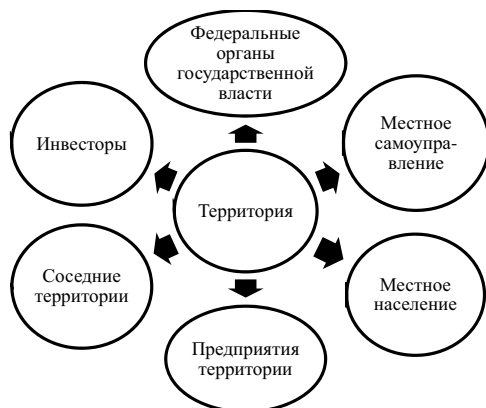 Федеральные
органы
государственной
власти
Инвесторы
Местное
самоупра-
вление
Территория
Соседние
территории
Местное
население
Предприятия
территории